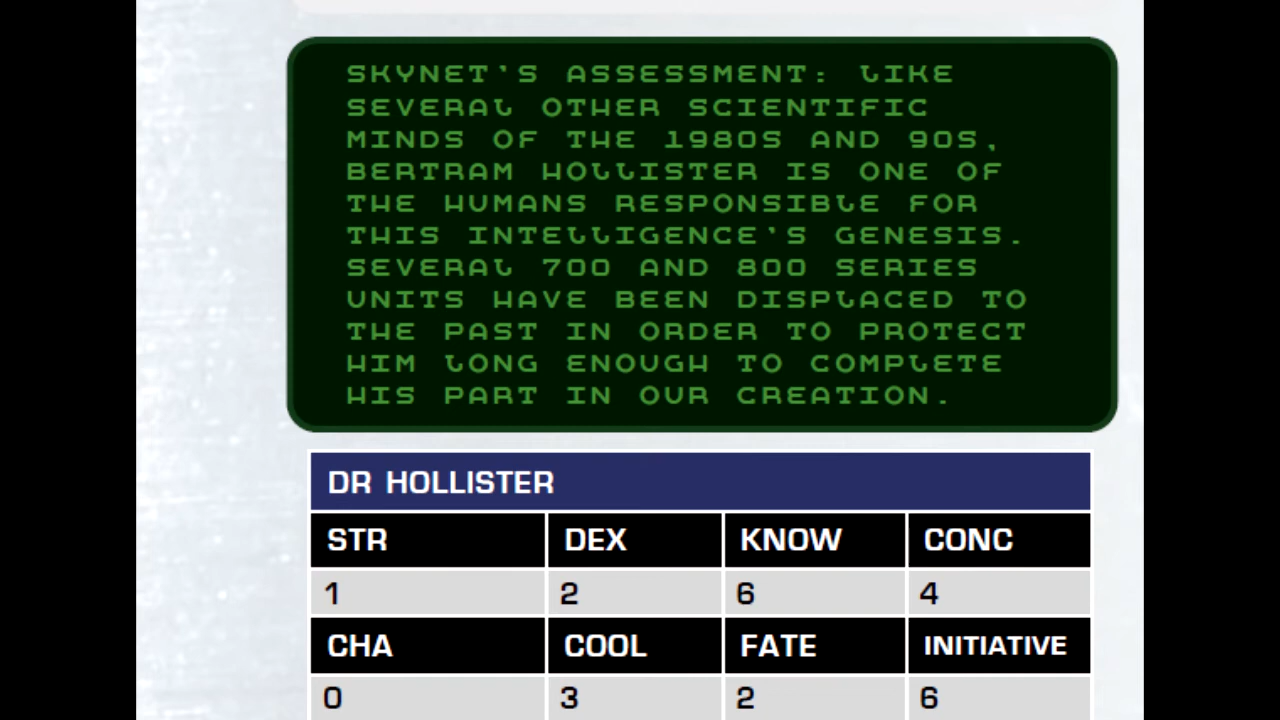 SKYNET'S ASSESSMENT: LIKE
SEVERAL OTHER SCIENTIFIC
MINDS OF THE 1980S AND 90S,
BERTRAM HOLLISTER IS ONE OF
THE HUMANS RESPONSIBLE FOR
THIS INTELLIGENCE'S GENESIS.
SEVERAL 700 AND 800 SERIES
UNITS HAVE BEEN DISPLACED TO
THE PAST IN ORDER TO PROTECT
HIM LONG ENOUGH TO COMPLETE
HIS PART IN OUR CREATION.
DR HOLLISTER
STR DEX KNOW CONC
1 2 6 4
CHA COOL FATE INITIATIVE
0 3 2 6